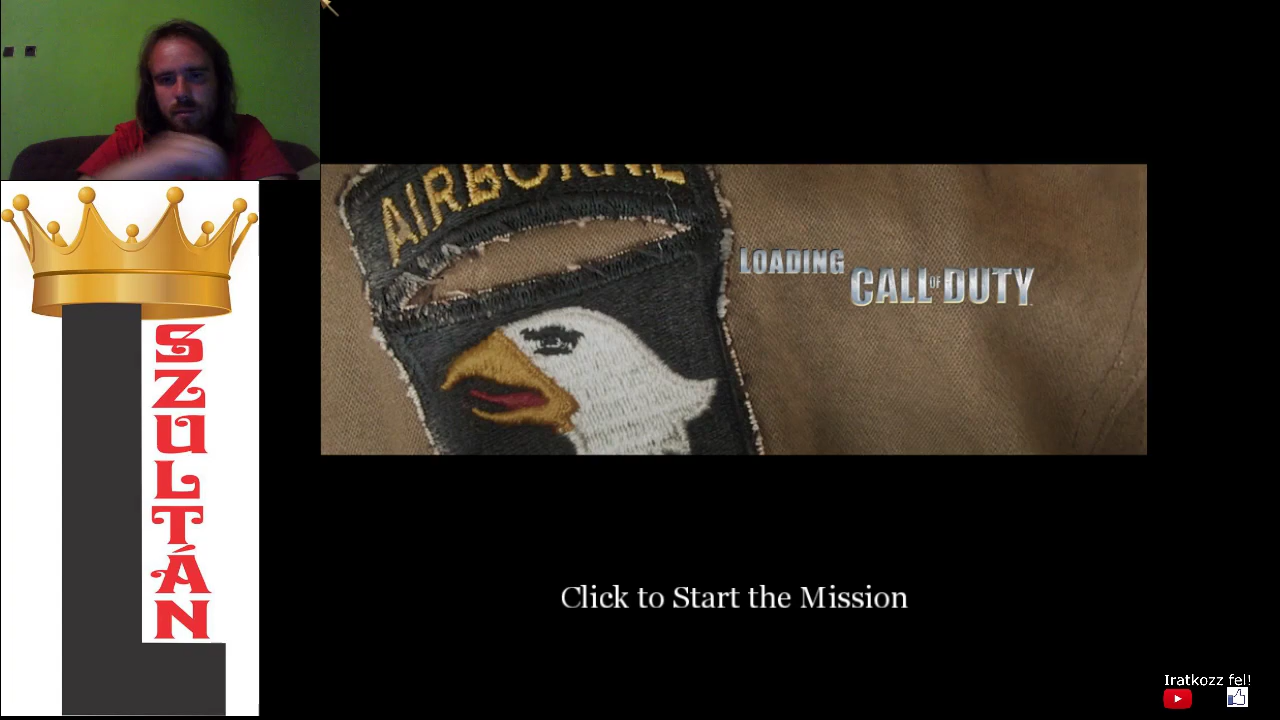 AIRBORNE
LOADING
CALL OF DUTY
Click to Start the Mission
L
SZULTÁN
Iratkozz fel!